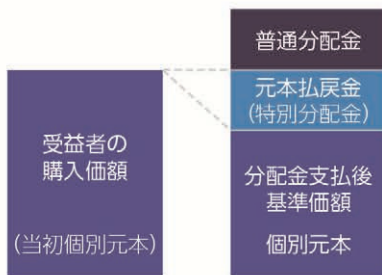 普通分配金
元本払戻金
(特別分配金)
受益者の
購入価額
(当初個別元本)
分配金支払後
基準価額
個別元本